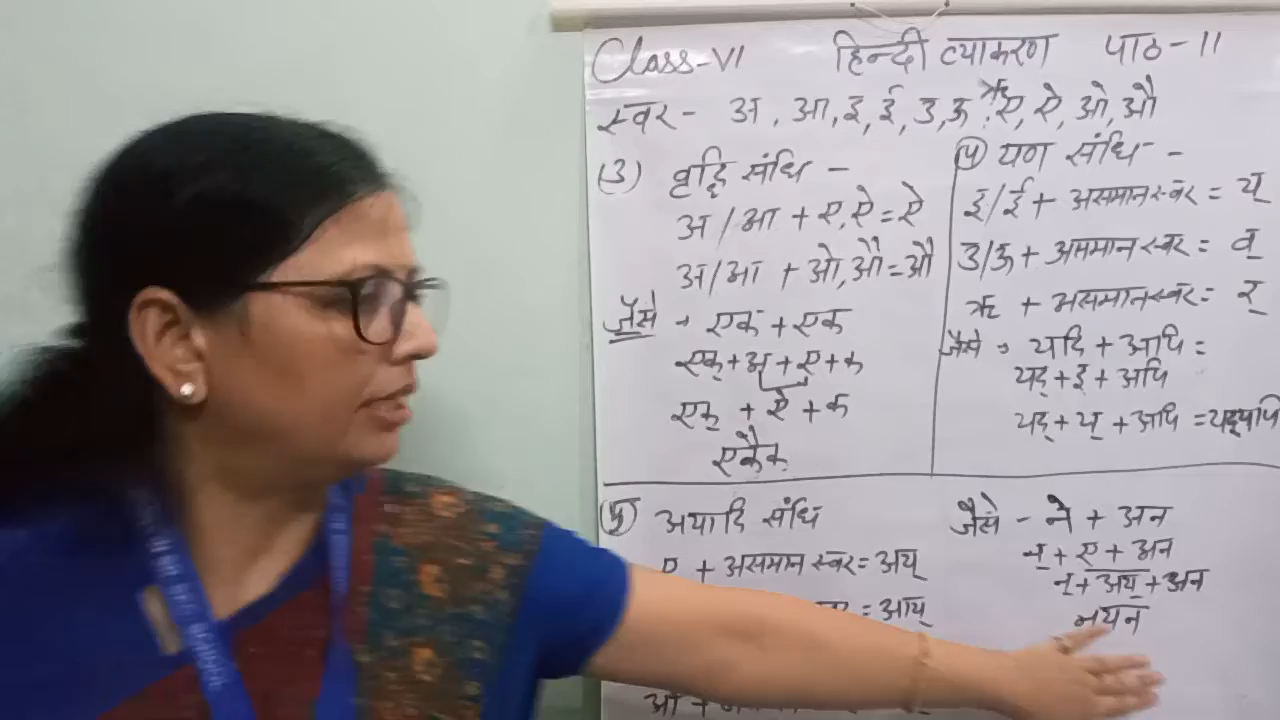 Class-VI हिन्दी व्याकरण पाठ-11
स्वर- अ, आ, इ, ई, उ, ऊ, ऋ, ए, ऐ, ओ, औ
(3) वृद्धि संधि -
अ/आ + ए, ऐ = ऐ
अ/आ + ओ, औ = औ
जैसे → एक + एक
एक् + अ + ए + क
एक् + ऐ + क
एकैक
(4) यण संधि -
इ/ई + असमान स्वर = य्
उ/ऊ + असमान स्वर = व्
ऋ + असमान स्वर = र्
जैसे → यदि + आपि =
यद् + इ + अपि
यद् + य् + अपि = यद्यपि
(5) अयादि संधि
ए + असमान स्वर = अय्
= आय्
जैसे - ने + अन
न् + ए + अन
न् + अय् + अन
नयन